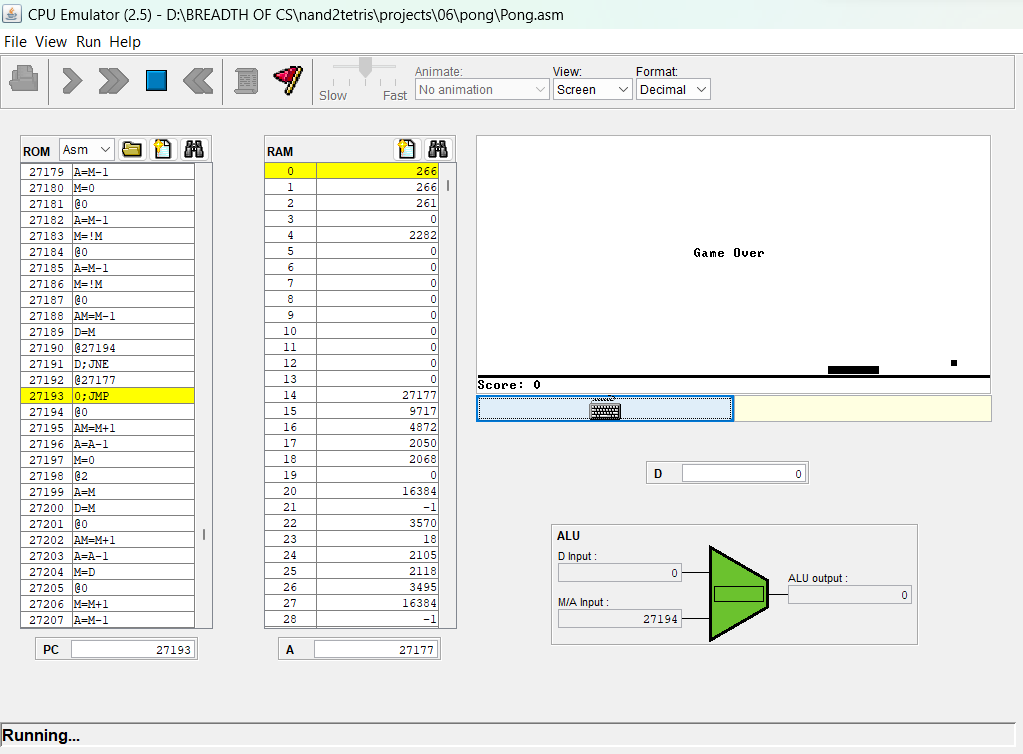 CPU Emulator (2.5) - D:\BREADTH OF CS\nand2tetris\projects\06\pong\Pong.asm
File View Run Help
Slow Fast
Animate:
No animation
View:
Screen
Format:
Decimal
ROM Asm
27179 A=M-1
27180 M=0
27181 @0
27182 A=M-1
27183 M=!M
27184 @0
27185 A=M-1
27186 M=!M
27187 @0
27188 AM=M-1
27189 D=M
27190 @27194
27191 D;JNE
27192 @27177
27193 0;JMP
27194 @0
27195 AM=M+1
27196 A=A-1
27197 M=0
27198 @2
27199 A=M
27200 D=M
27201 @0
27202 AM=M+1
27203 A=A-1
27204 M=D
27205 @0
27206 M=M+1
27207 A=M-1
PC 27193
RAM
0 266
1 266
2 261
3 0
4 2282
5 0
6 0
7 0
8 0
9 0
10 0
11 0
12 0
13 0
14 27177
15 9717
16 4872
17 2050
18 2068
19 0
20 16384
21 -1
22 3570
23 18
24 2105
25 2118
26 3495
27 16384
28 -1
A 27177
Game Over
Score: 0
D 0
ALU
D Input :
0
M/A Input :
27194
ALU output :
0
Running...